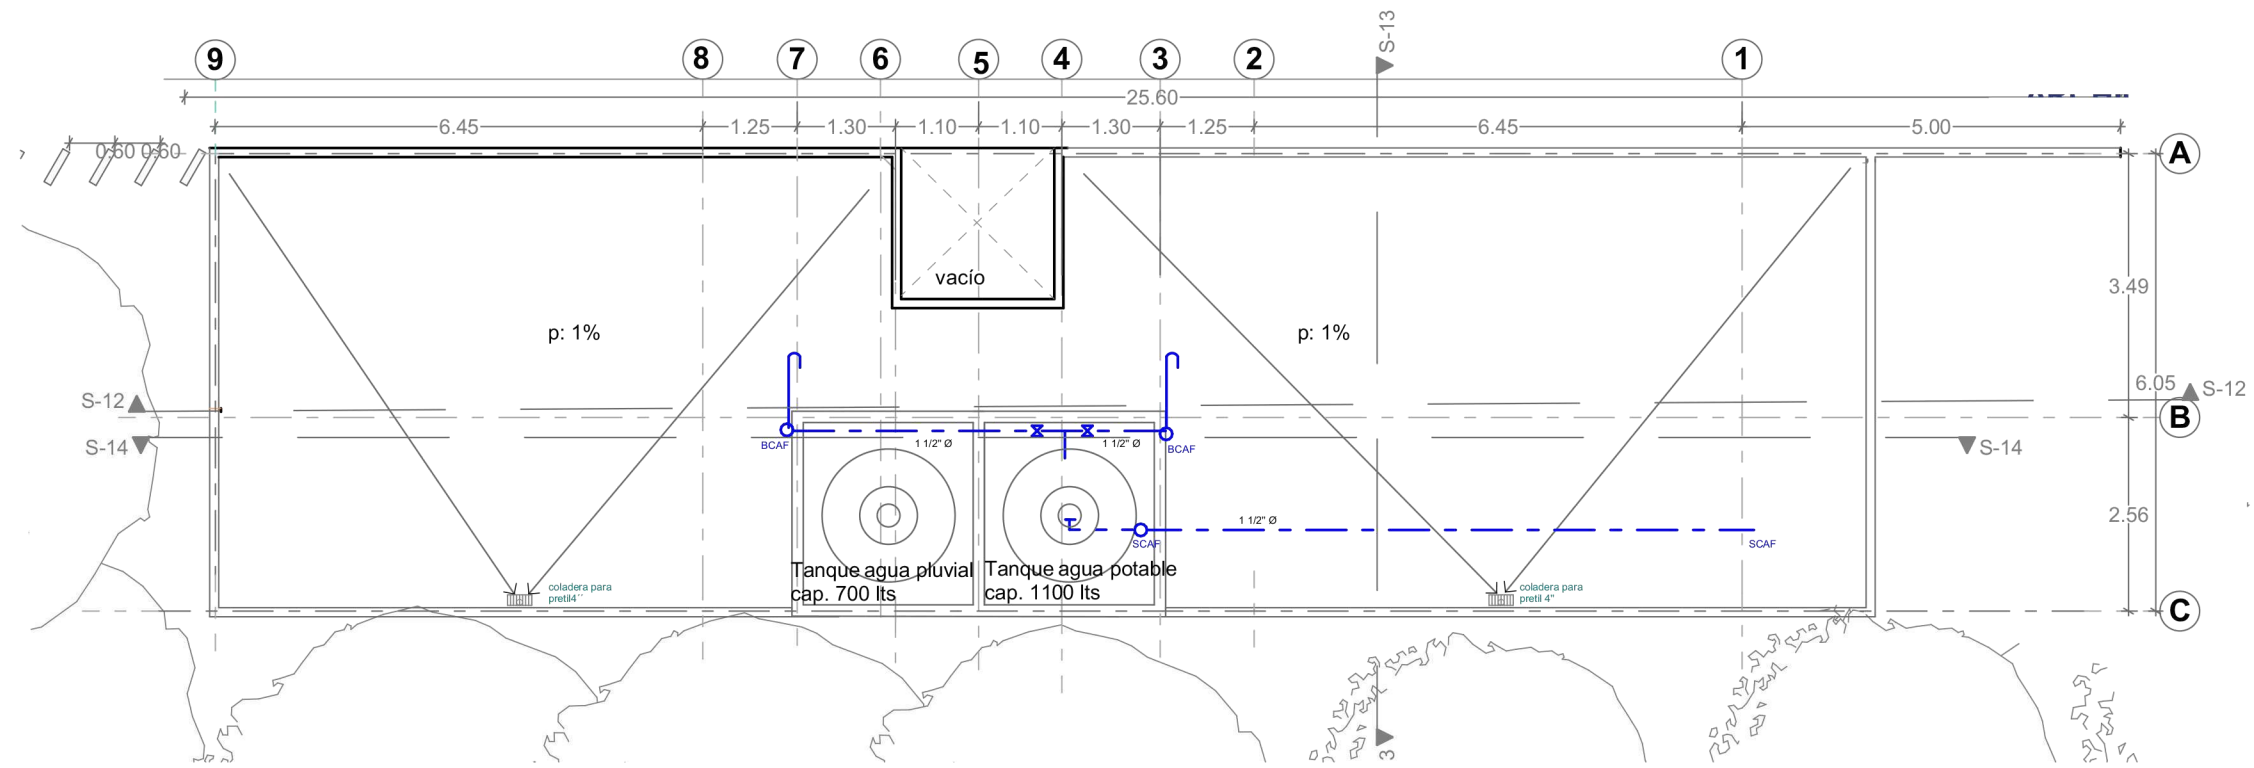 S-13
9 8 7 6 5 4 3 2 1
25.60
6.45 1.25 1.30 1.10 1.10 1.30 1.25 6.45 5.00
0.60 0.60
A
vacío
3.49
p: 1% p: 1%
6.05
S-12 S-12
B
S-14 S-14
BCAF 1 1/2" Ø 1 1/2" Ø BCAF
2.56
1 1/2" Ø
SCAF SCAF
Tanque agua pluvial
cap. 700 lts
Tanque agua potable
cap. 1100 lts
coladera para
pretil4´´
coladera para
pretil 4"
C
3